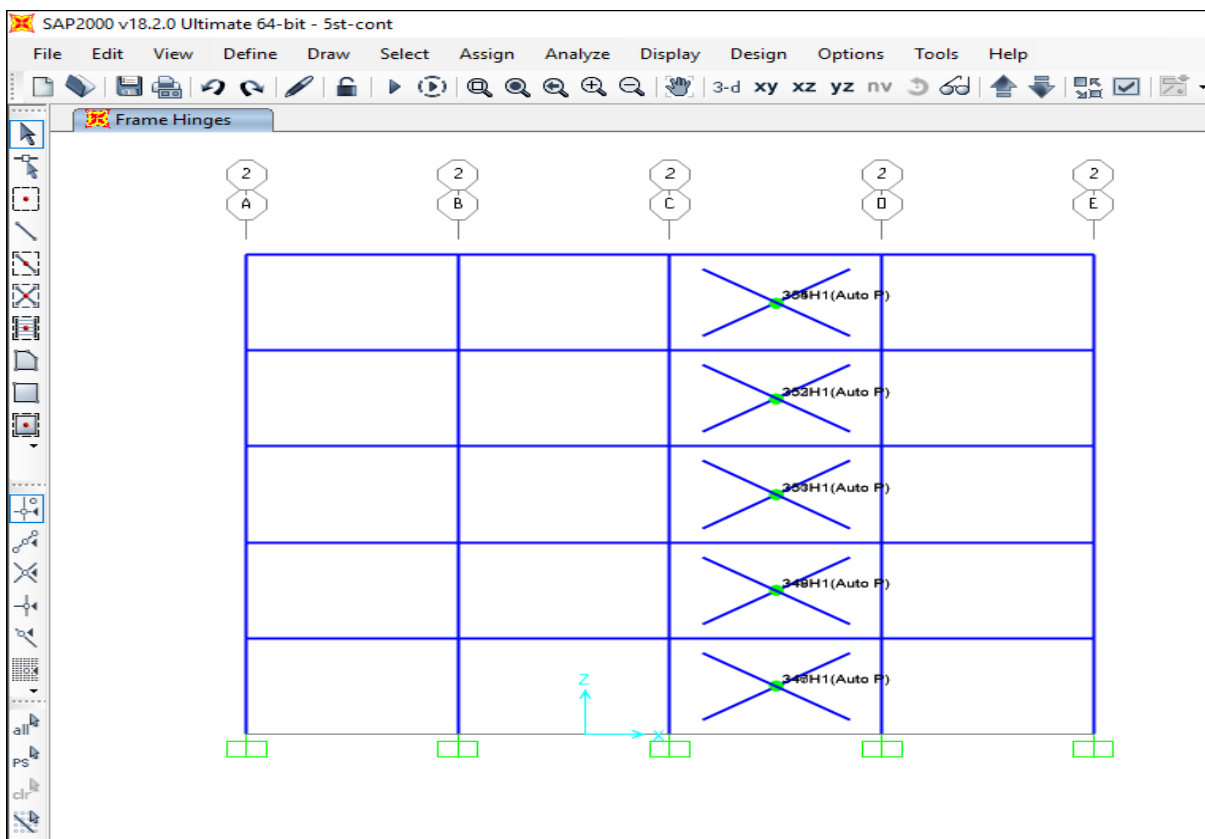 SAP2000 v18.2.0 Ultimate 64-bit - 5st-cont
File Edit View Define Draw Select Assign Analyze Display Design Options Tools Help
3-d xy xz yz nv
Frame Hinges
2 2 2 2 2
A B C D E
H1(Auto P)
H1(Auto P)
H1(Auto P)
H1(Auto P)
H1(Auto P)
Z
X
all
PS
clr